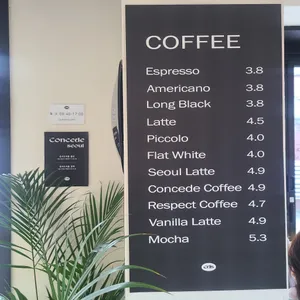 COFFEE
Espresso 3.8
Americano 3.8
Long Black 3.8
Latte 4.5
Piccolo 4.0
Flat White 4.0
Seoul Latte 4.9
Concede Coffee 4.9
Respect Coffee 4.7
Vanilla Latte 4.9
Mocha 5.3
concede
seoul